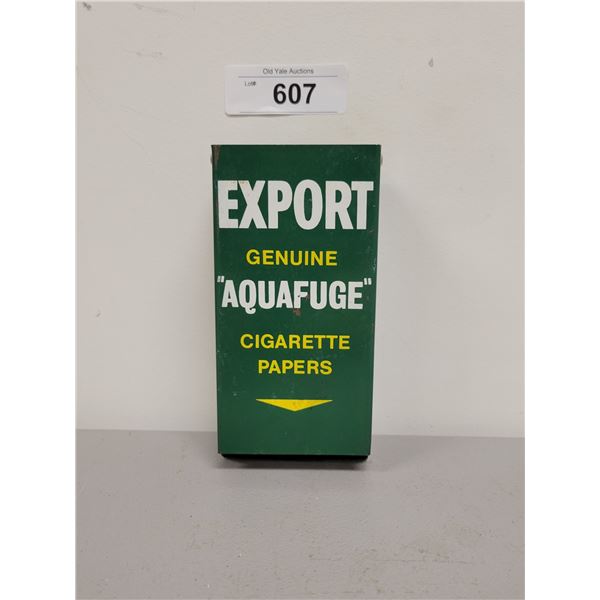 Old Yale Auctions
Lot#:
607
EXPORT
GENUINE
"AQUAFUGE"
CIGARETTE
PAPERS